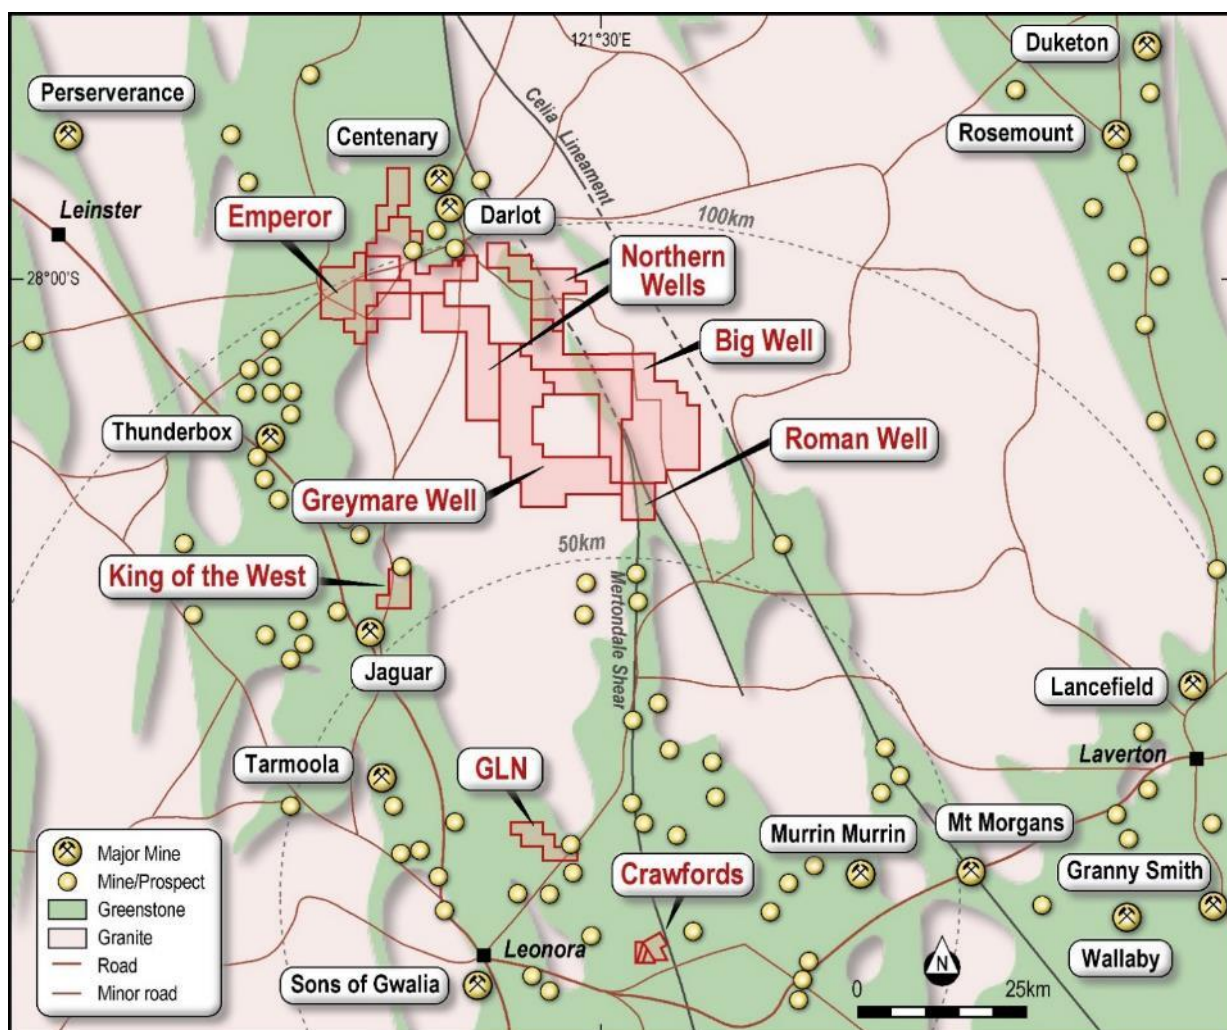 121°30'E
Duketon
Perserverance
Celia Lineament
Centenary
Rosemount
Leinster
Emperor
Darlot
100km
Northern
Wells
28°00'S
Big Well
Thunderbox
Roman Well
Greymare Well
50km
King of the West
Mertondale Shear
Jaguar
Lancefield
Tarmoola
GLN
Laverton
Murrin Murrin
Mt Morgans
Major Mine
Mine/Prospect
Greenstone
Granite
Road
Minor road
Crawfords
Granny Smith
Leonora
N
Wallaby
Sons of Gwalia
0
25km